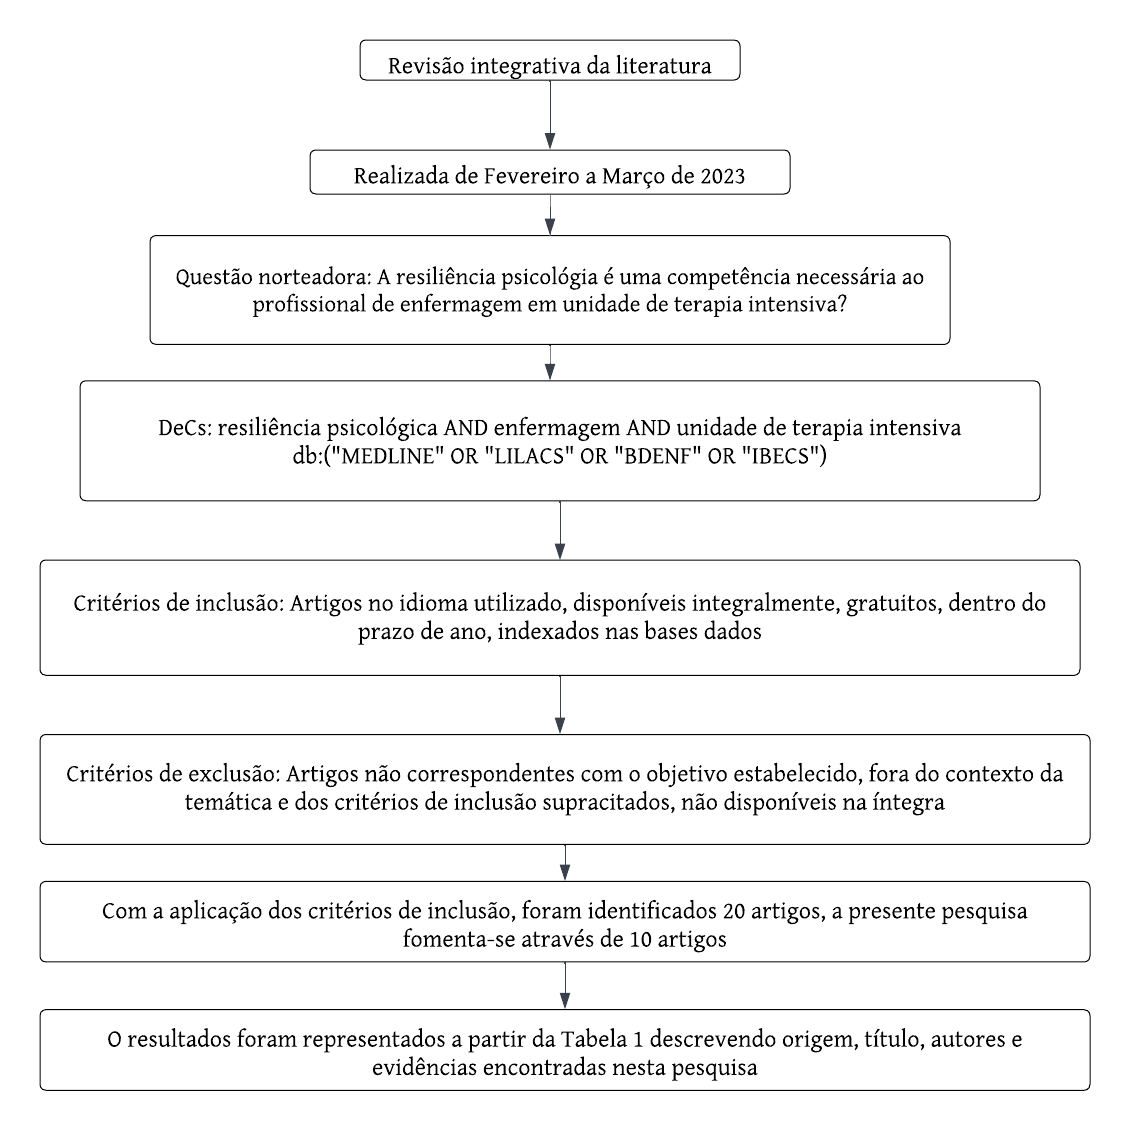 Revisão integrativa da literatura
Realizada de Fevereiro a Março de 2023
Questão norteadora: A resiliência psicológia é uma competência necessária ao
profissional de enfermagem em unidade de terapia intensiva?
DeCs: resiliência psicológica AND enfermagem AND unidade de terapia intensiva
db:("MEDLINE" OR "LILACS" OR "BDENF" OR "IBECS")
Critérios de inclusão: Artigos no idioma utilizado, disponíveis integralmente, gratuitos, dentro do
prazo de ano, indexados nas bases dados
Critérios de exclusão: Artigos não correspondentes com o objetivo estabelecido, fora do contexto da
temática e dos critérios de inclusão supracitados, não disponíveis na íntegra
Com a aplicação dos critérios de inclusão, foram identificados 20 artigos, a presente pesquisa
fomenta-se através de 10 artigos
O resultados foram representados a partir da Tabela 1 descrevendo origem, título, autores e
evidências encontradas nesta pesquisa